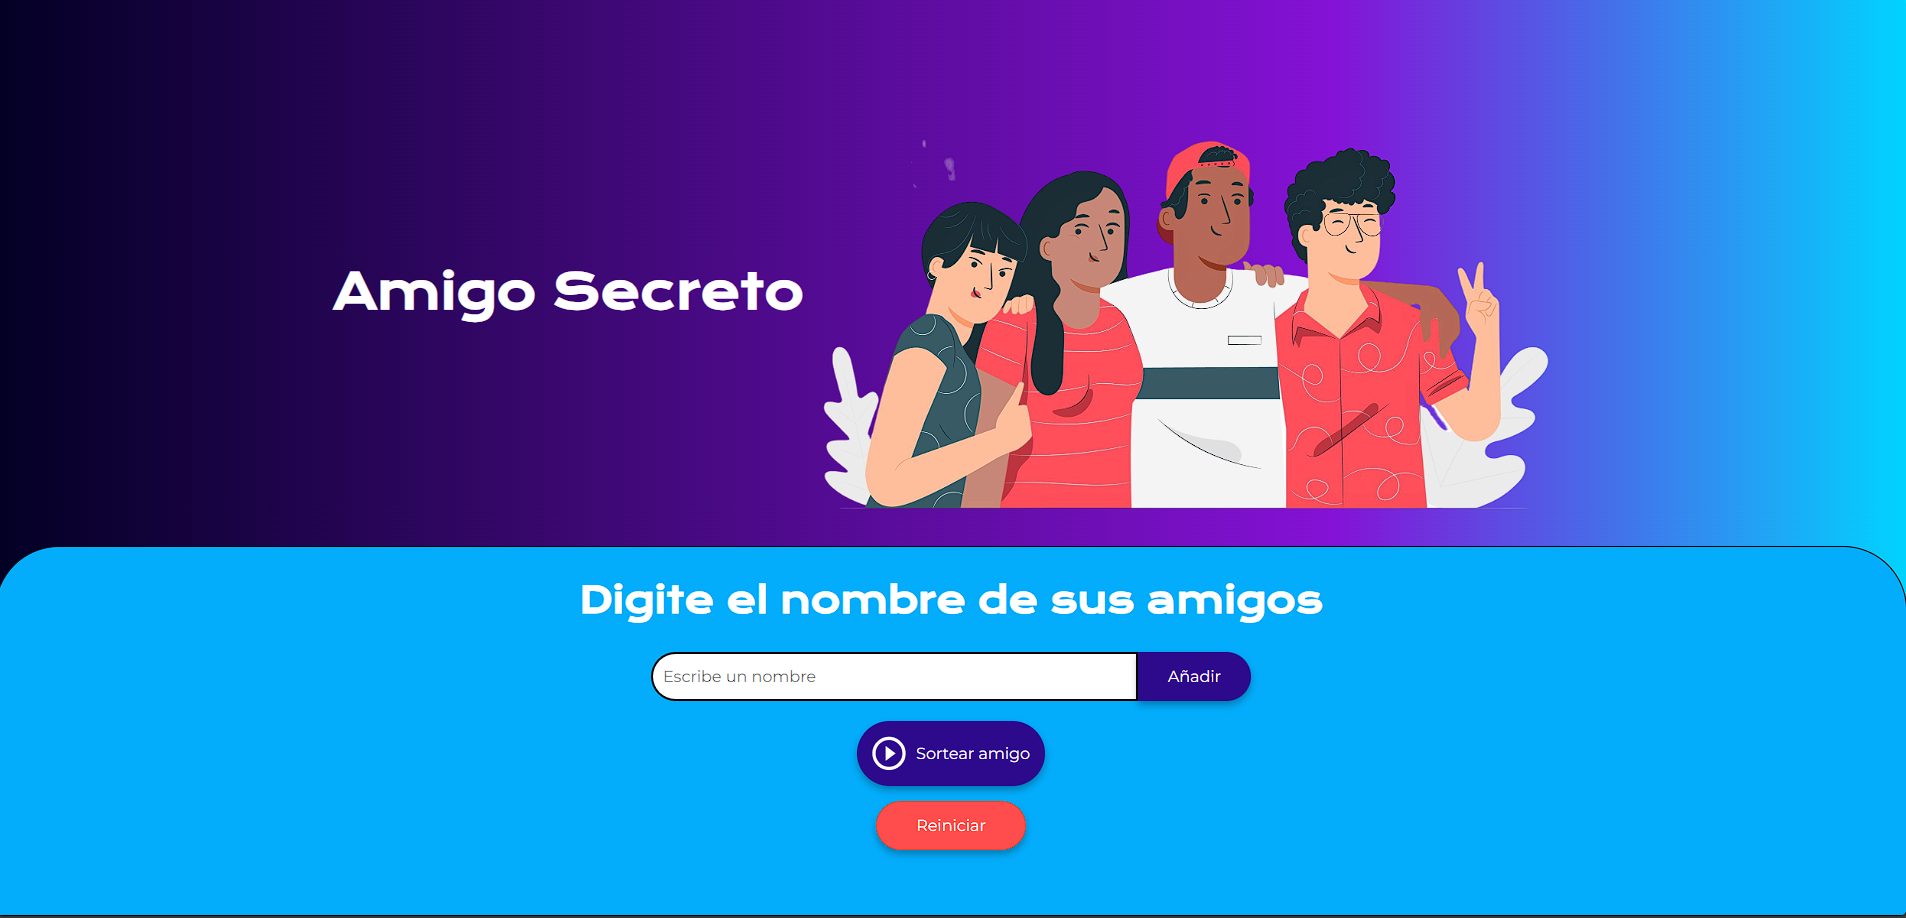 Amigo Secreto
Digite el nombre de sus amigos
Escribe un nombre
Añadir
Sortear amigo
Reiniciar